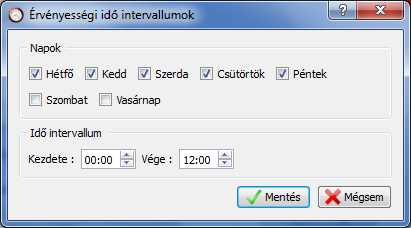 Érvényességi idő intervallumok
Napok
Hétfő Kedd Szerda Csütörtök Péntek
Szombat Vasárnap
Idő intervallum
Kezdete : 00:00 Vége : 12:00
Mentés Mégsem